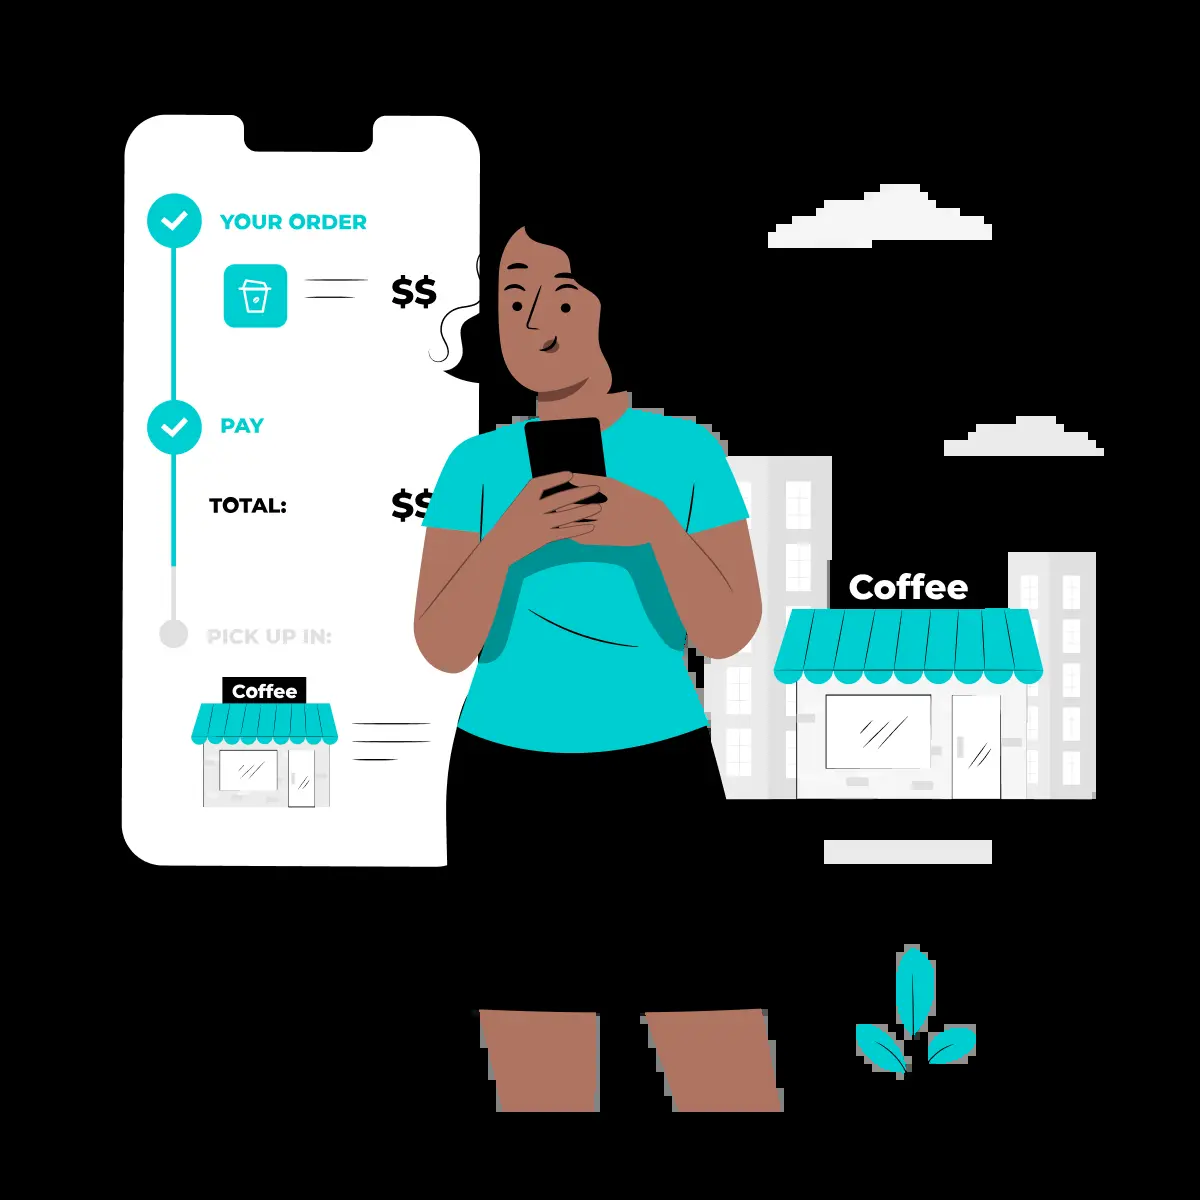 YOUR ORDER
$$
PAY
TOTAL:
$$
PICK UP IN:
Coffee
Coffee